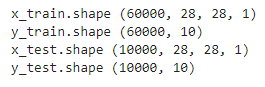 x_train.shape (60000, 28, 28, 1)
y_train.shape (60000, 10)
x_test.shape (10000, 28, 28, 1)
y_test.shape (10000, 10)